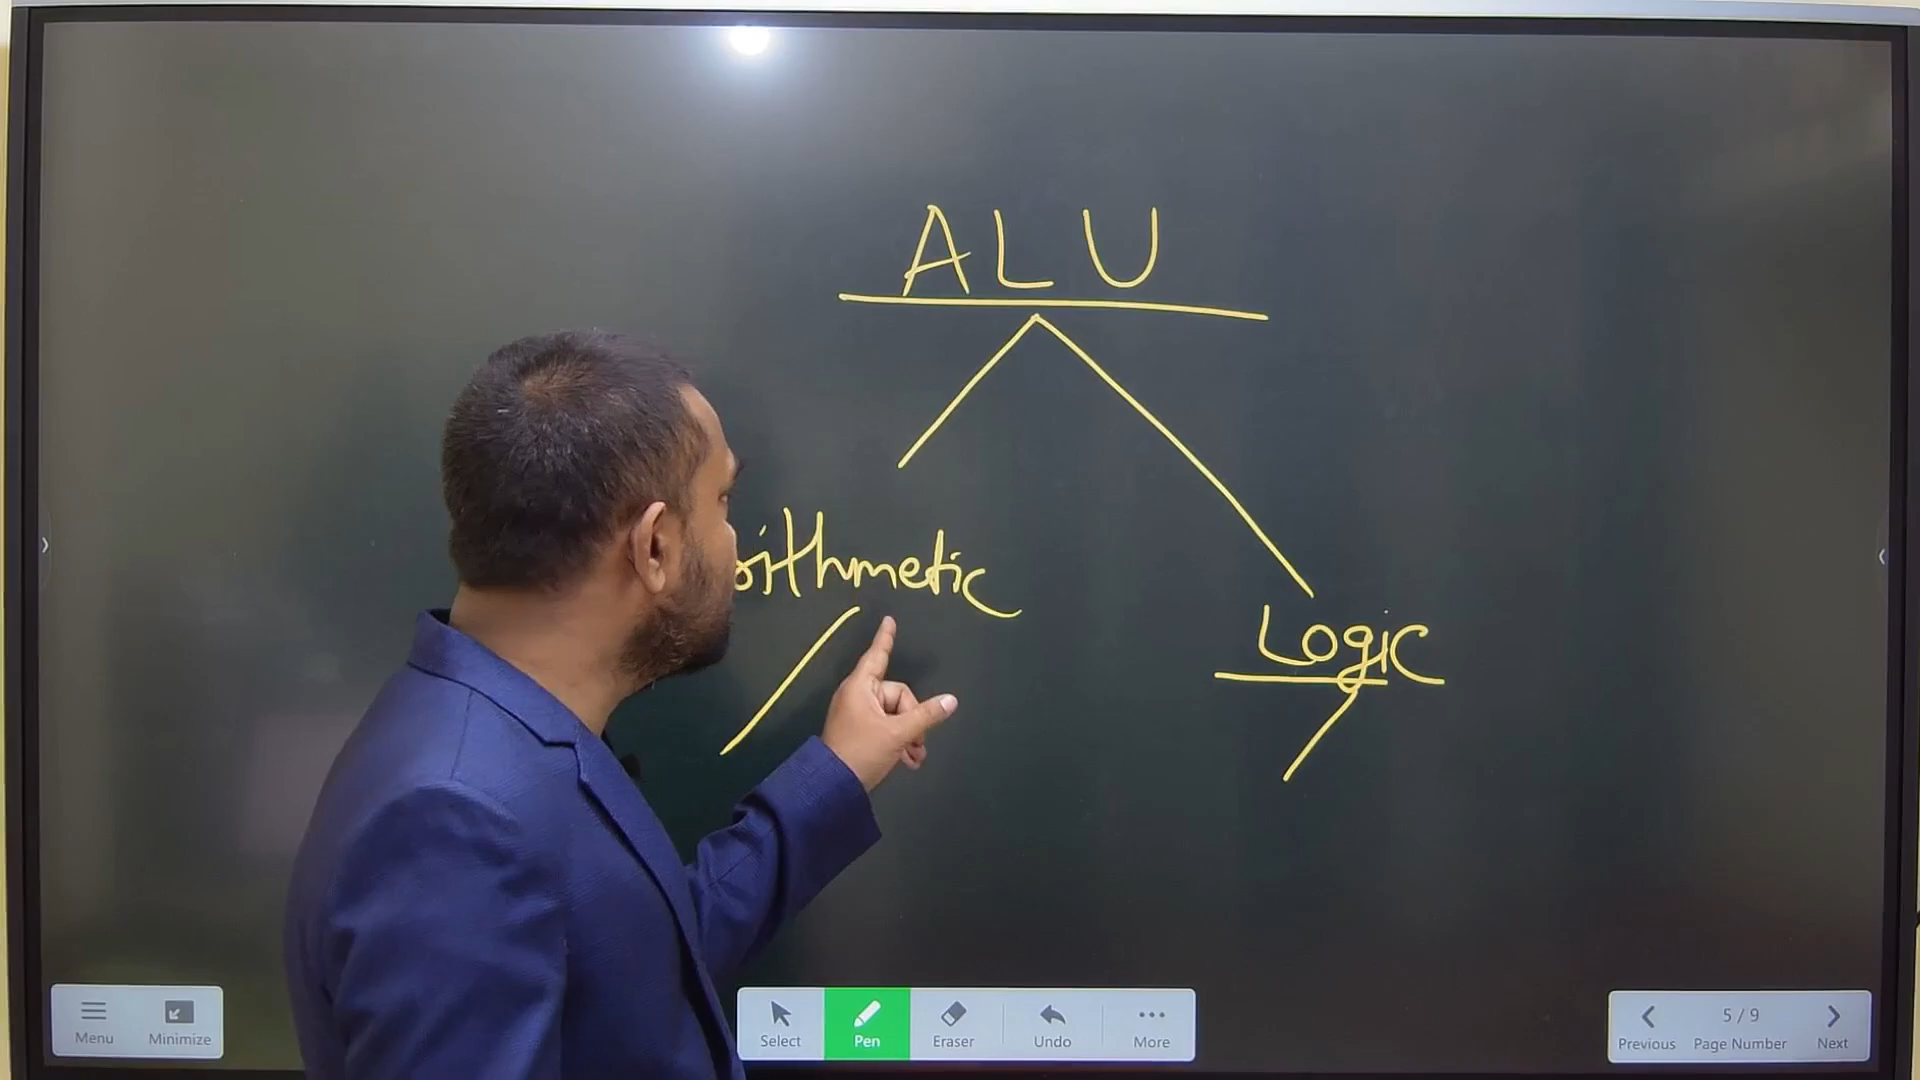 ALU
rithmetic
Logic
Menu
Minimize
Select
Pen
Eraser
Undo
More
Previous
5 / 9
Page Number
Next